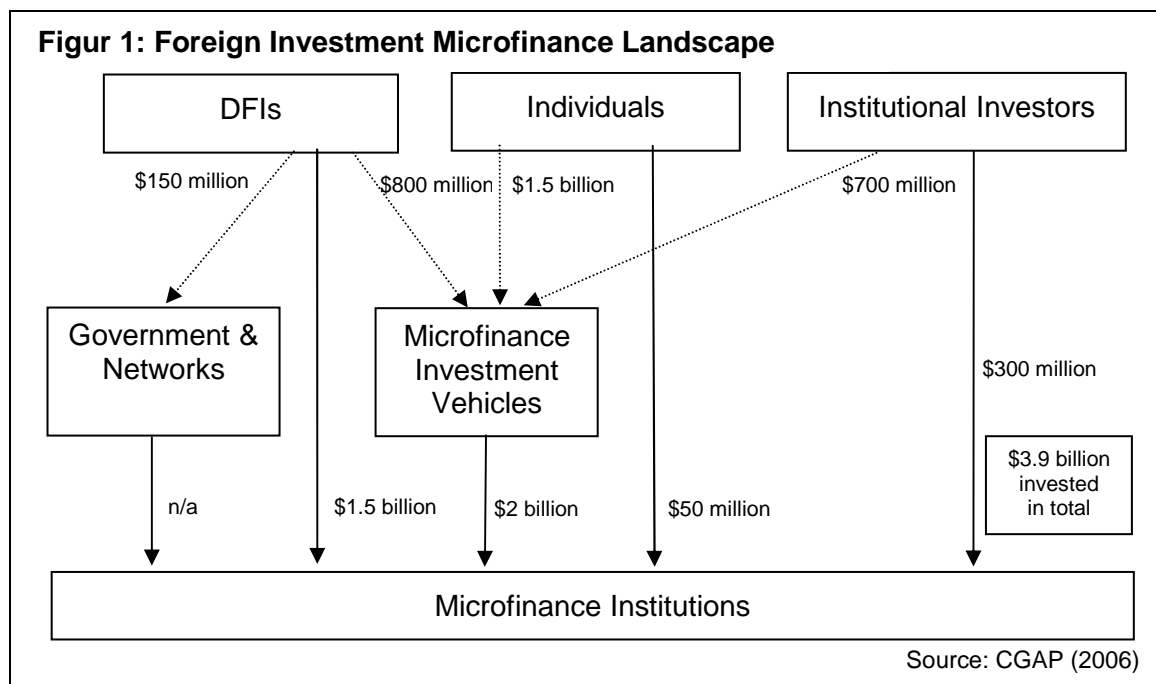 Figur 1: Foreign Investment Microfinance Landscape
DFIs
Individuals
Institutional Investors
$150 million
$800 million
$1.5 billion
$700 million
Government &
Networks
Microfinance
Investment
Vehicles
$300 million
$3.9 billion
invested
in total
n/a
$1.5 billion
$2 billion
$50 million
Microfinance Institutions
Source: CGAP (2006)